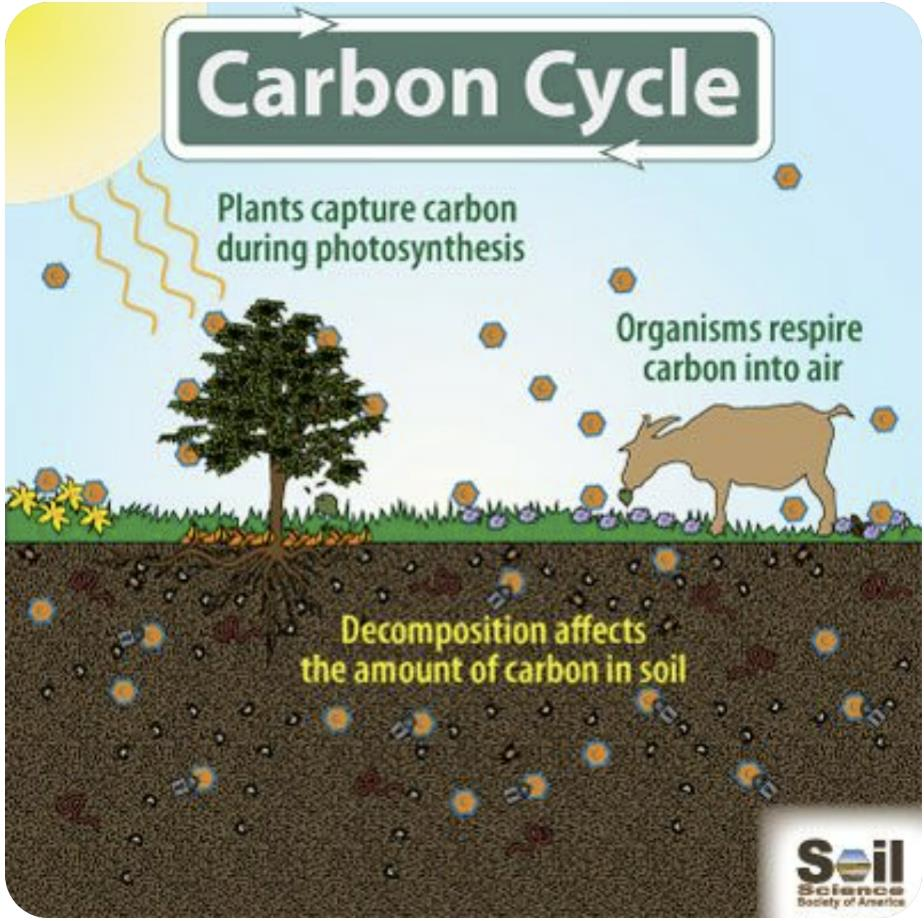 Carbon Cycle
Plants capture carbon
during photosynthesis
Organisms respire
carbon into air
Decomposition affects
the amount of carbon in soil
Soil
Science
Society of America